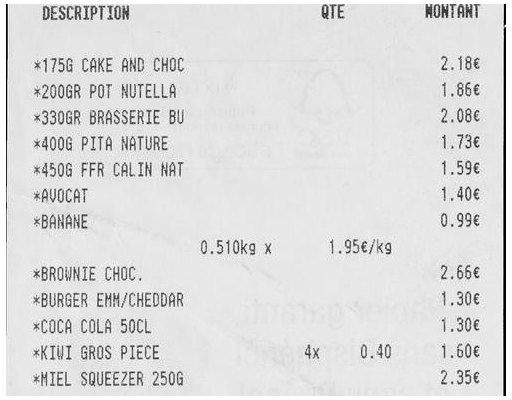 DESCRIPTION QTE MONTANT
*175G CAKE AND CHOC 2.18€
*200GR POT NUTELLA 1.86€
*330GR BRASSERIE BU 2.08€
*400G PITA NATURE 1.73€
*450G FFR CALIN NAT 1.59€
*AVOCAT 1.40€
*BANANE 0.99€
0.510kg x 1.95€/kg
*BROWNIE CHOC. 2.66€
*BURGER EMM/CHEDDAR 1.30€
*COCA COLA 50CL 1.30€
*KIWI GROS PIECE 4x 0.40 1.60€
*MIEL SQUEEZER 250G 2.35€